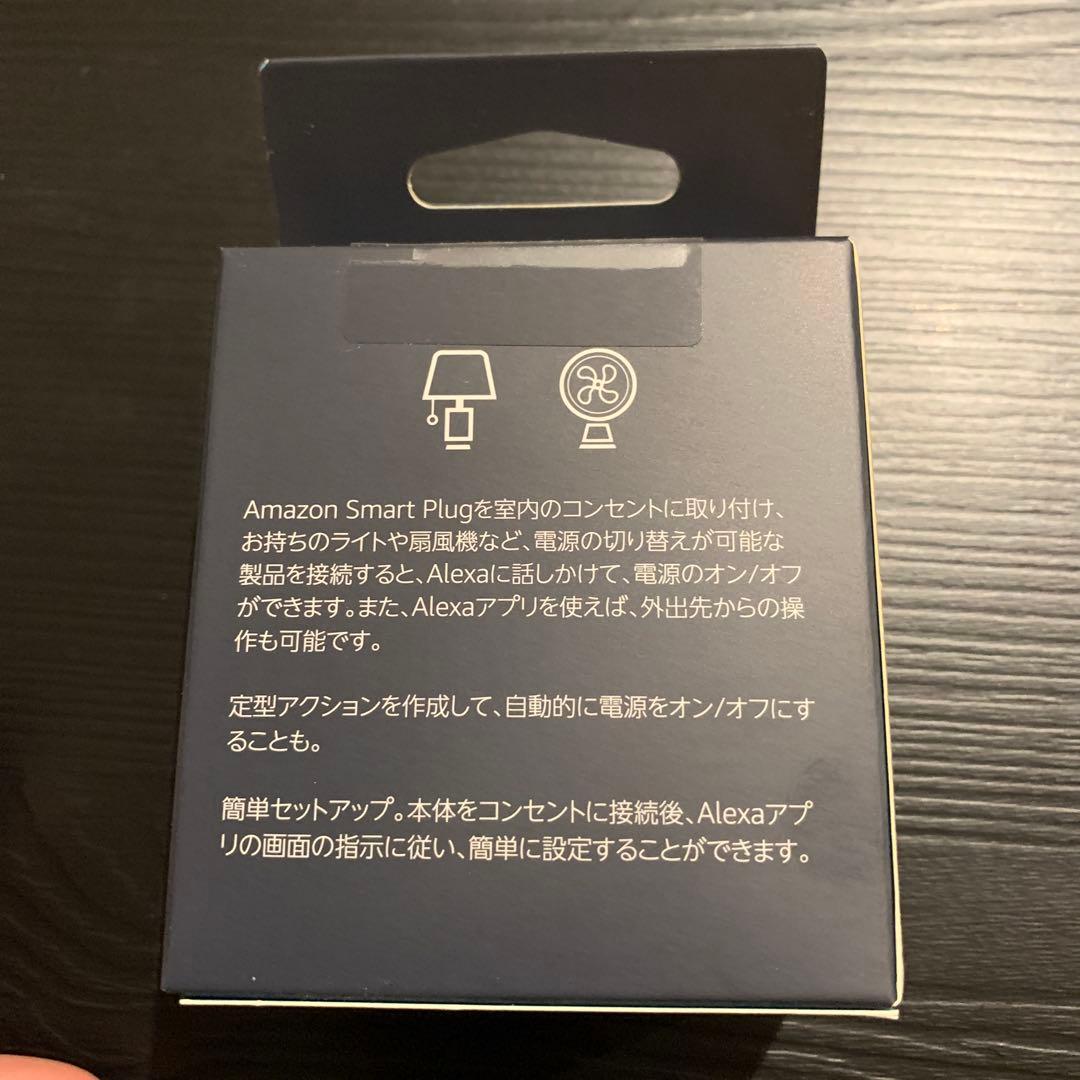 Amazon Smart Plugを室内のコンセントに取り付け、
お持ちのライトや扇風機など、電源の切り替えが可能な
製品を接続すると、Alexaに話しかけて、電源のオン/オフ
ができます。また、Alexaアプリを使えば、外出先からの操
作も可能です。
定型アクションを作成して、自動的に電源をオン/オフにす
ることも。
簡単セットアップ。本体をコンセントに接続後、Alexaアプ
リの画面の指示に従い、簡単に設定することができます。